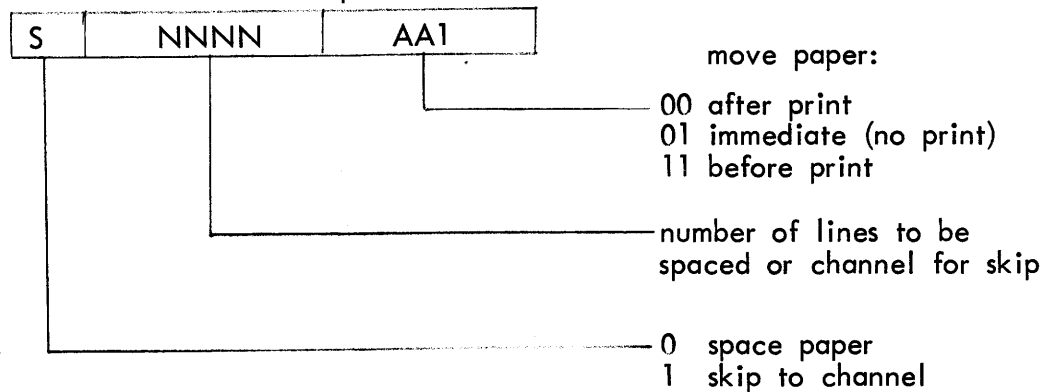 S NNNN AA1
move paper:
00 after print
01 immediate (no print)
11 before print
number of lines to be
spaced or channel for skip
0 space paper
1 skip to channel